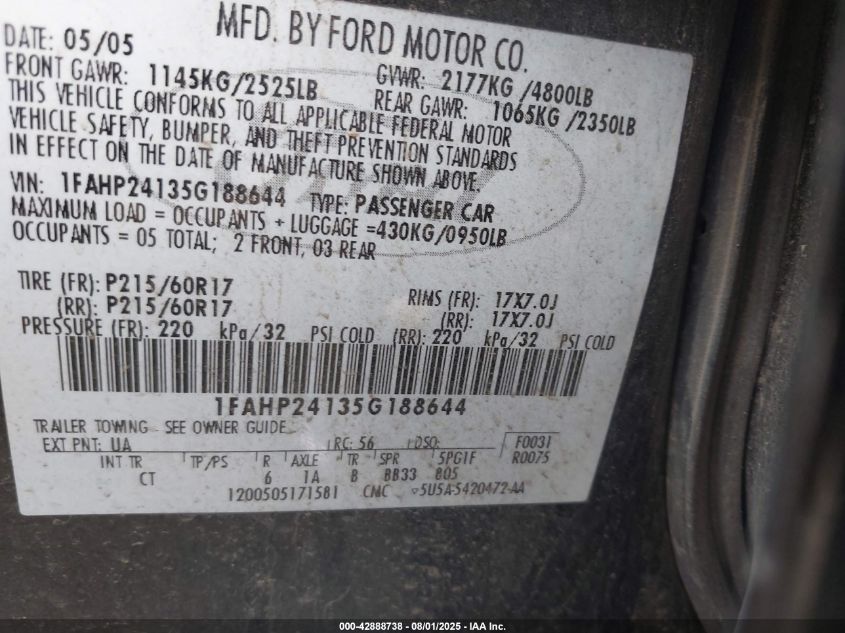 MFD. BY FORD MOTOR CO.
DATE: 05/05
GVWR: 2177KG /4800LB
FRONT GAWR: 1145KG/2525LB
REAR GAWR: 1065KG /2350LB
THIS VEHICLE CONFORMS TO ALL APPLICABLE FEDERAL MOTOR
VEHICLE SAFETY, BUMPER, AND THEFT PREVENTION STANDARDS
IN EFFECT ON THE DATE OF MANUFACTURE SHOWN ABOVE.
VIN: 1FAHP24135G188644 TYPE: PASSENGER CAR
MAXIMUM LOAD = OCCUPANTS + LUGGAGE =430KG/0950LB
OCCUPANTS = 05 TOTAL; 2 FRONT, 03 REAR
TIRE (FR): P215/60R17 RIMS (FR): 17X7.0J
(RR): P215/60R17 (RR): 17X7.0J
PRESSURE (FR): 220 kPa/32 PSI COLD (RR): 220 kPa/32 PSI COLD
1FAHP24135G188644
TRAILER TOWING - SEE OWNER GUIDE
EXT PNT: UA RC: 56 DSO: F0031
INT TR TP/PS R AXLE TR SPR 5PG1F R0075
CT 6 1A B BB33 B05
1200505171581 CMC 5U5A-5420472-AA
000-42888738 - 08/01/2025 - IAA Inc.